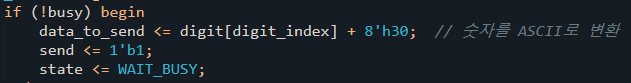 if (!busy) begin
data_to_send <= digit[digit_index] + 8'h30; // 숫자를 ASCII로 변환
send <= 1'b1;
state <= WAIT_BUSY;